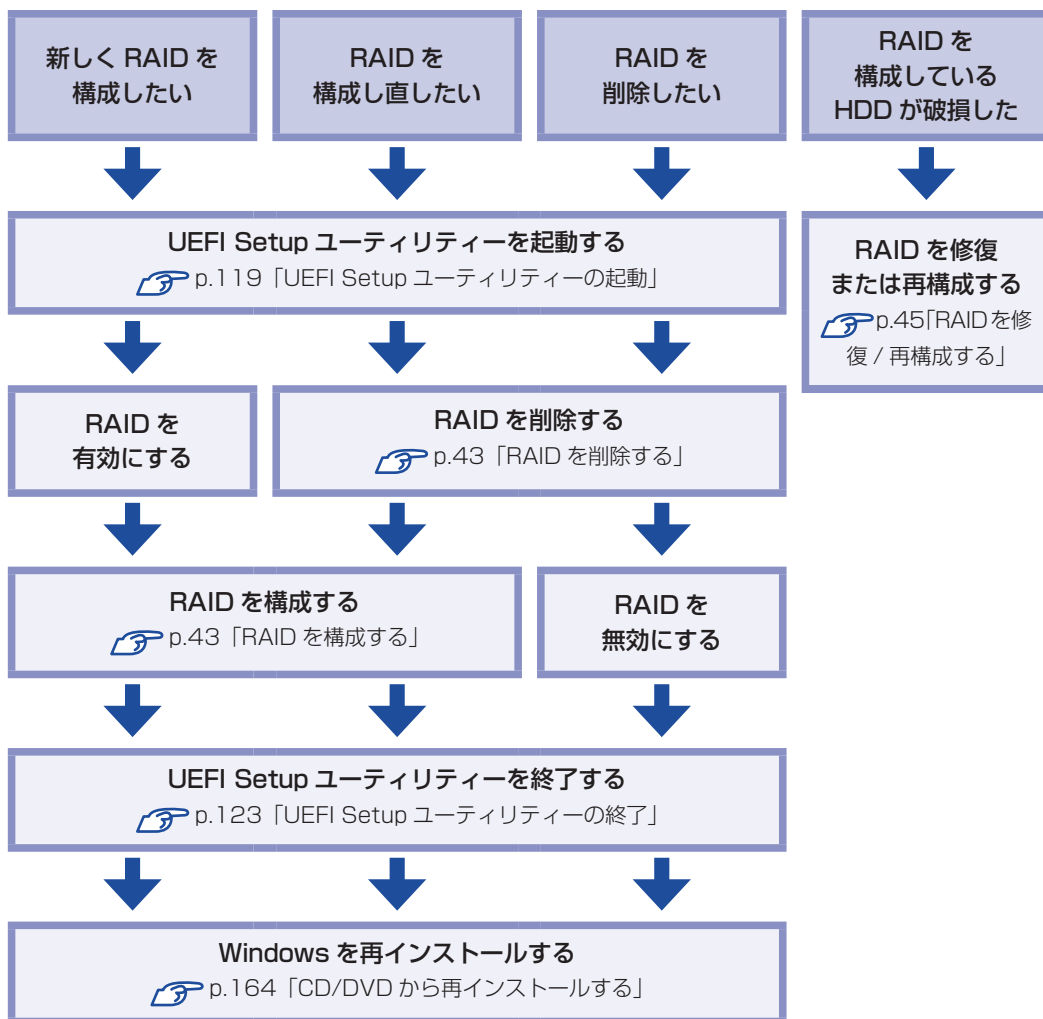 新しく RAID を
構成したい
RAID を
構成し直したい
RAID を
削除したい
RAID を
構成している
HDD が破損した
UEFI Setup ユーティリティーを起動する
p.119「UEFI Setup ユーティリティーの起動」
RAID を修復
または再構成する
p.45「RAID を修
復 / 再構成する」
RAID を
有効にする
RAID を削除する
p.43「RAID を削除する」
RAID を構成する
p.43「RAID を構成する」
RAID を
無効にする
UEFI Setup ユーティリティーを終了する
p.123「UEFI Setup ユーティリティーの終了」
Windows を再インストールする
p.164「CD/DVD から再インストールする」